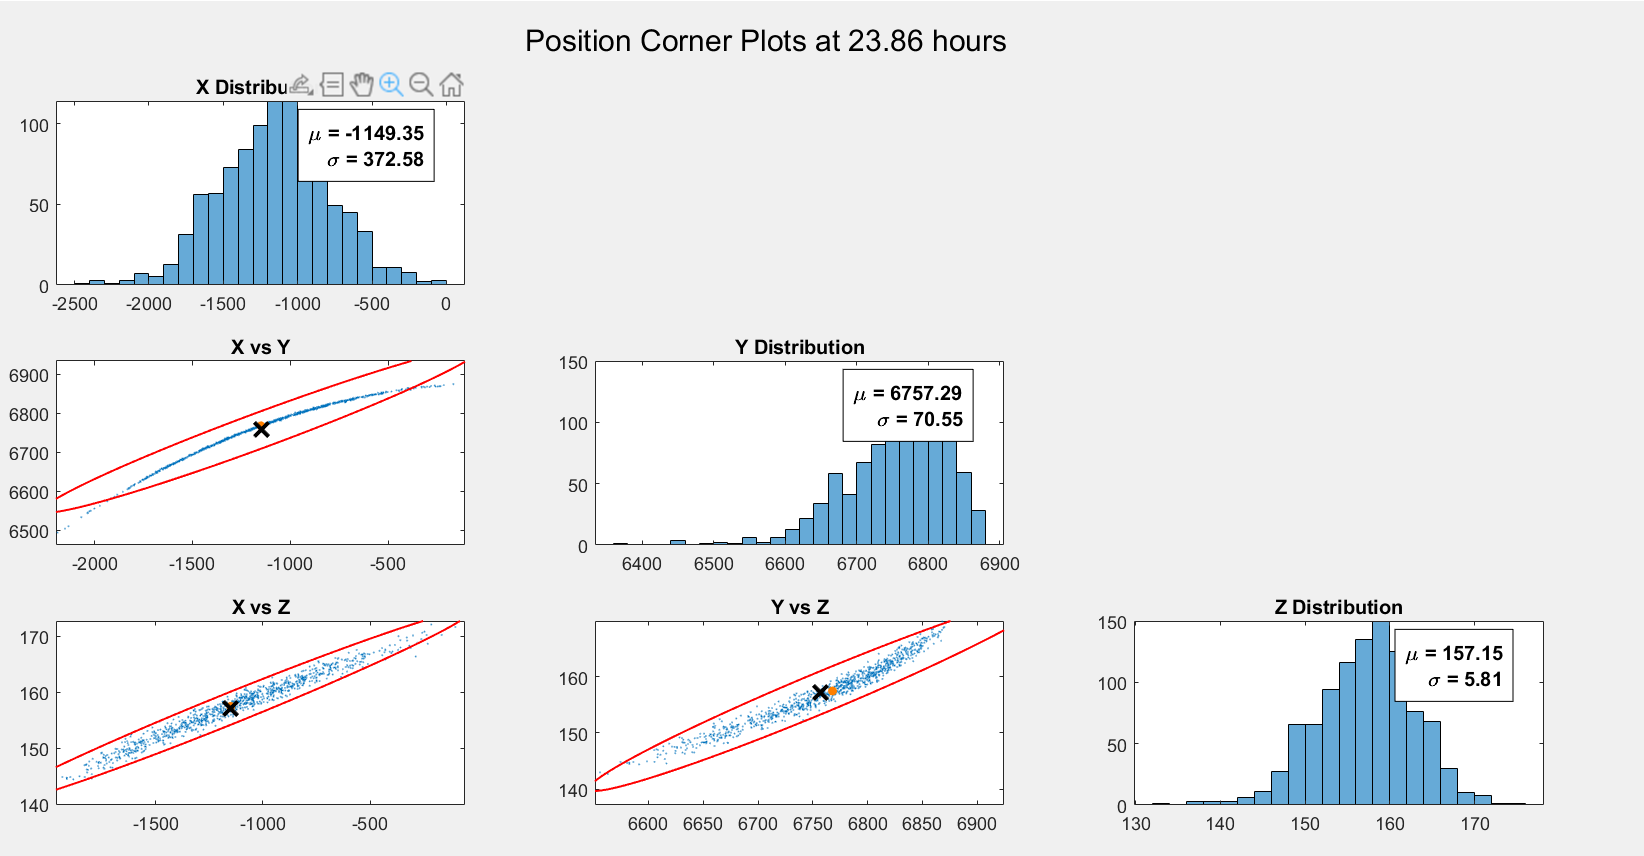 Position Corner Plots at 23.86 hours
X Distribu
μ = -1149.35
σ = 372.58
100
50
0
-2500 -2000 -1500 -1000 -500 0
X vs Y
6900
6800
6700
6600
6500
-2000 -1500 -1000 -500
Y Distribution
μ = 6757.29
σ = 70.55
150
100
50
0
6400 6500 6600 6700 6800 6900
X vs Z
170
160
150
140
-1500 -1000 -500
Y vs Z
160
150
140
6600 6650 6700 6750 6800 6850 6900
Z Distribution
μ = 157.15
σ = 5.81
150
100
50
0
130 140 150 160 170